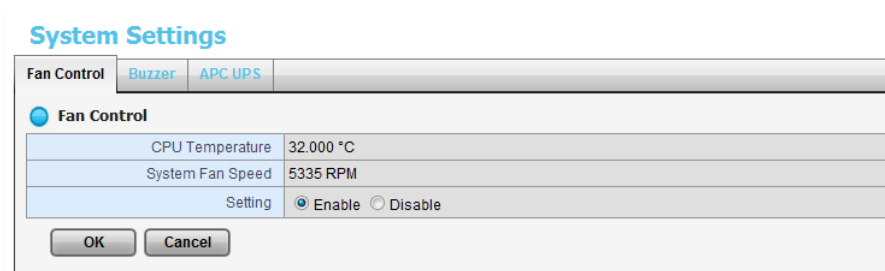 System Settings
Fan Control Buzzer APC UPS
Fan Control
CPU Temperature 32.000 °C
System Fan Speed 5335 RPM
Setting Enable Disable
OK Cancel